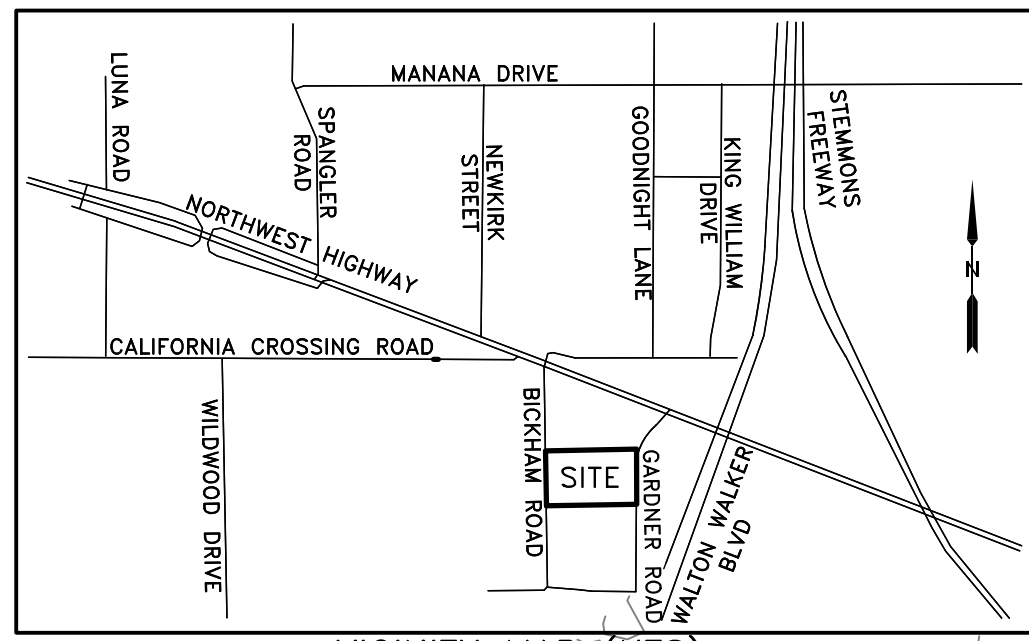 MANANA DRIVE
LUNA ROAD
SPANGLER
ROAD
NEWKIRK
STREET
GOODNIGHT LANE
KING WILLIAM
DRIVE
STEMMONS
FREEWAY
NORTHWEST HIGHWAY
N
CALIFORNIA CROSSING ROAD
WILDWOOD DRIVE
BICKHAM ROAD
SITE
GARDNER ROAD
WALTON WALKER
BLVD